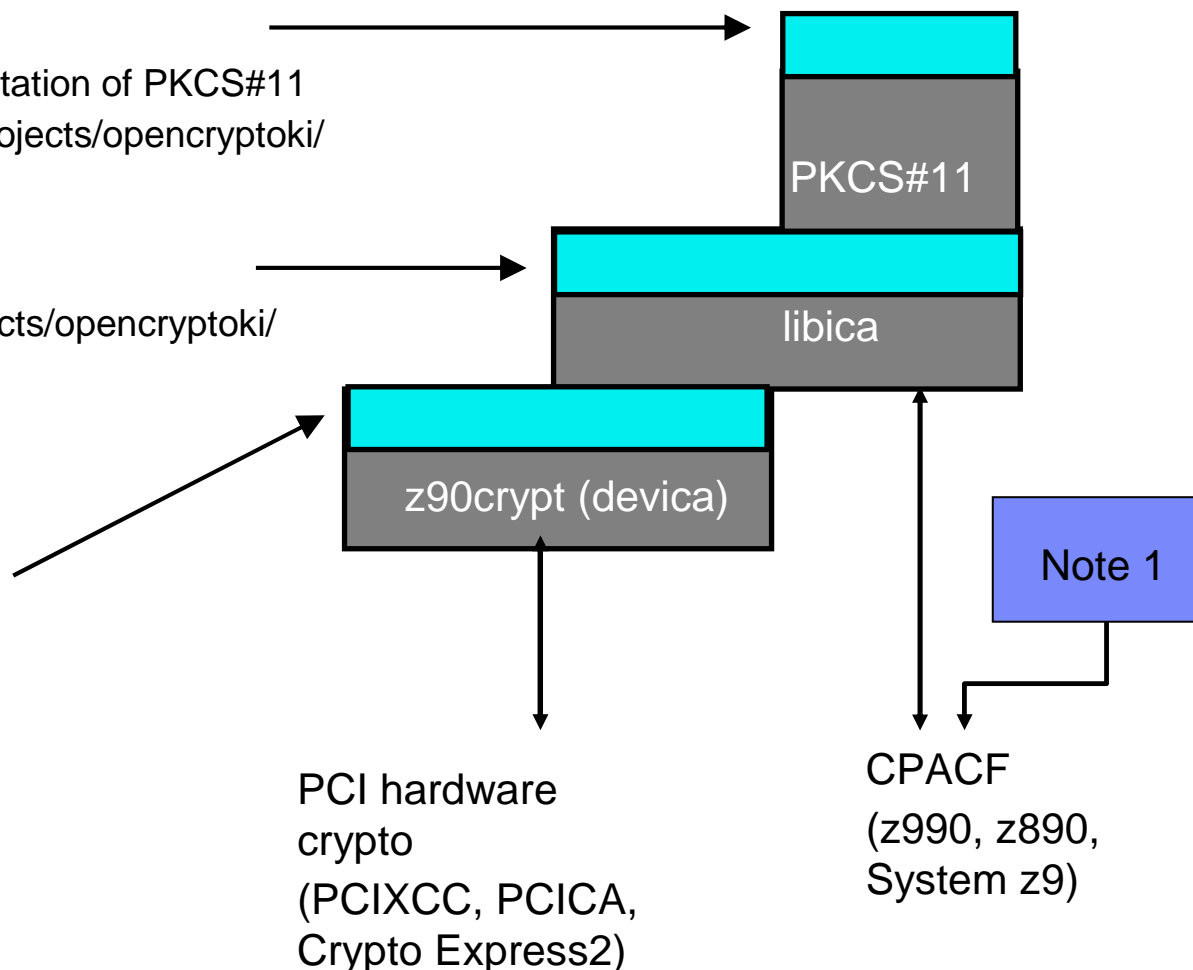 tation of PKCS#11
ojects/opencryptoki/
PKCS#11
cts/opencryptoki/
libica
z90crypt (devica)
Note 1
PCI hardware
crypto
(PCIXCC, PCICA,
Crypto Express2)
CPACF
(z990, z890,
System z9)